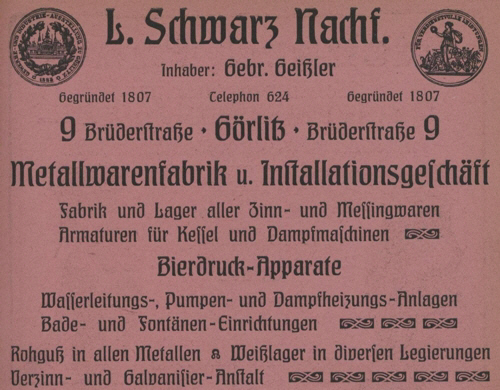 L. Schwarz Nachf.
Inhaber: Gebr. Geißler
Gegründet 1807 Telephon 624 Gegründet 1807
9 Brüderſtraße · Görlitz · Brüderſtraße 9
Metallwarenfabrik u. Inſtallationsgeſchäft
Fabrik und Lager aller Zinn- und Meſſingwaren
Armaturen für Keſſel und Dampfmaſchinen
Bierdruck-Apparate
Waſſerleitungs-, Pumpen- und Dampfheizungs-Anlagen
Bade- und Fontänen-Einrichtungen
Rohguß in allen Metallen Weißlager in diverſen Legierungen
Verzinn- und Galvaniſier-Anſtalt